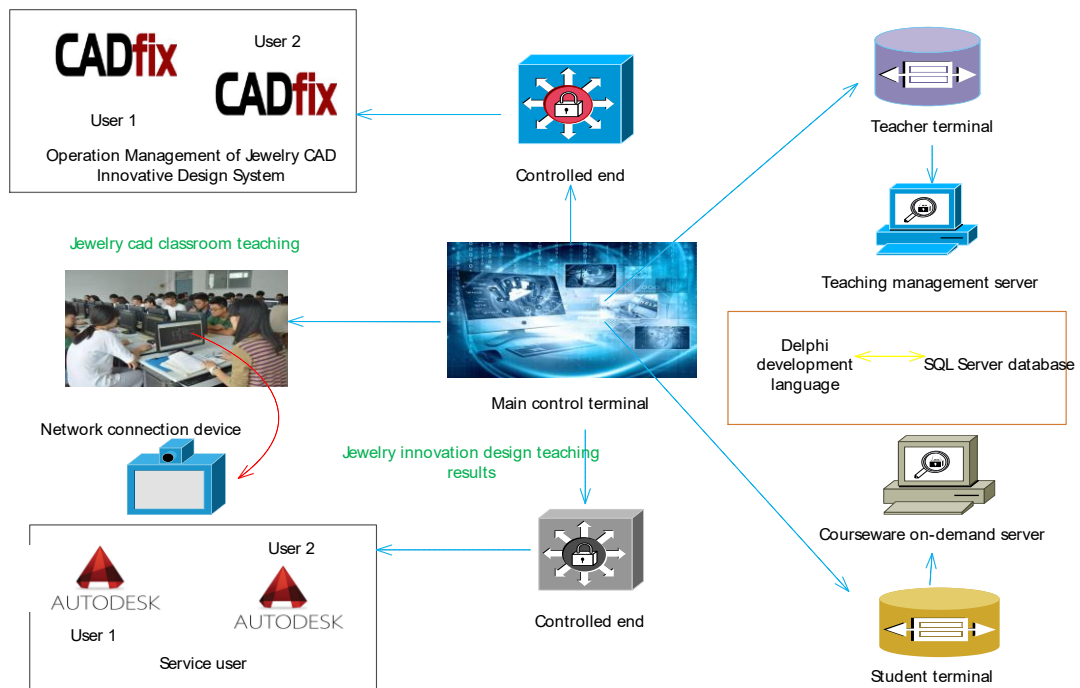 CADfix
User 2
CADfix
User 1
Operation Management of Jewelry CAD
Innovative Design System
Controlled end
Teacher terminal
Teaching management server
Jewelry cad classroom teaching
Main control terminal
Delphi
development
language
SQL Server database
Network connection device
Jewelry innovation design teaching
results
Courseware on-demand server
User 2
AUTODESK
AUTODESK
User 1
Service user
Controlled end
Student terminal